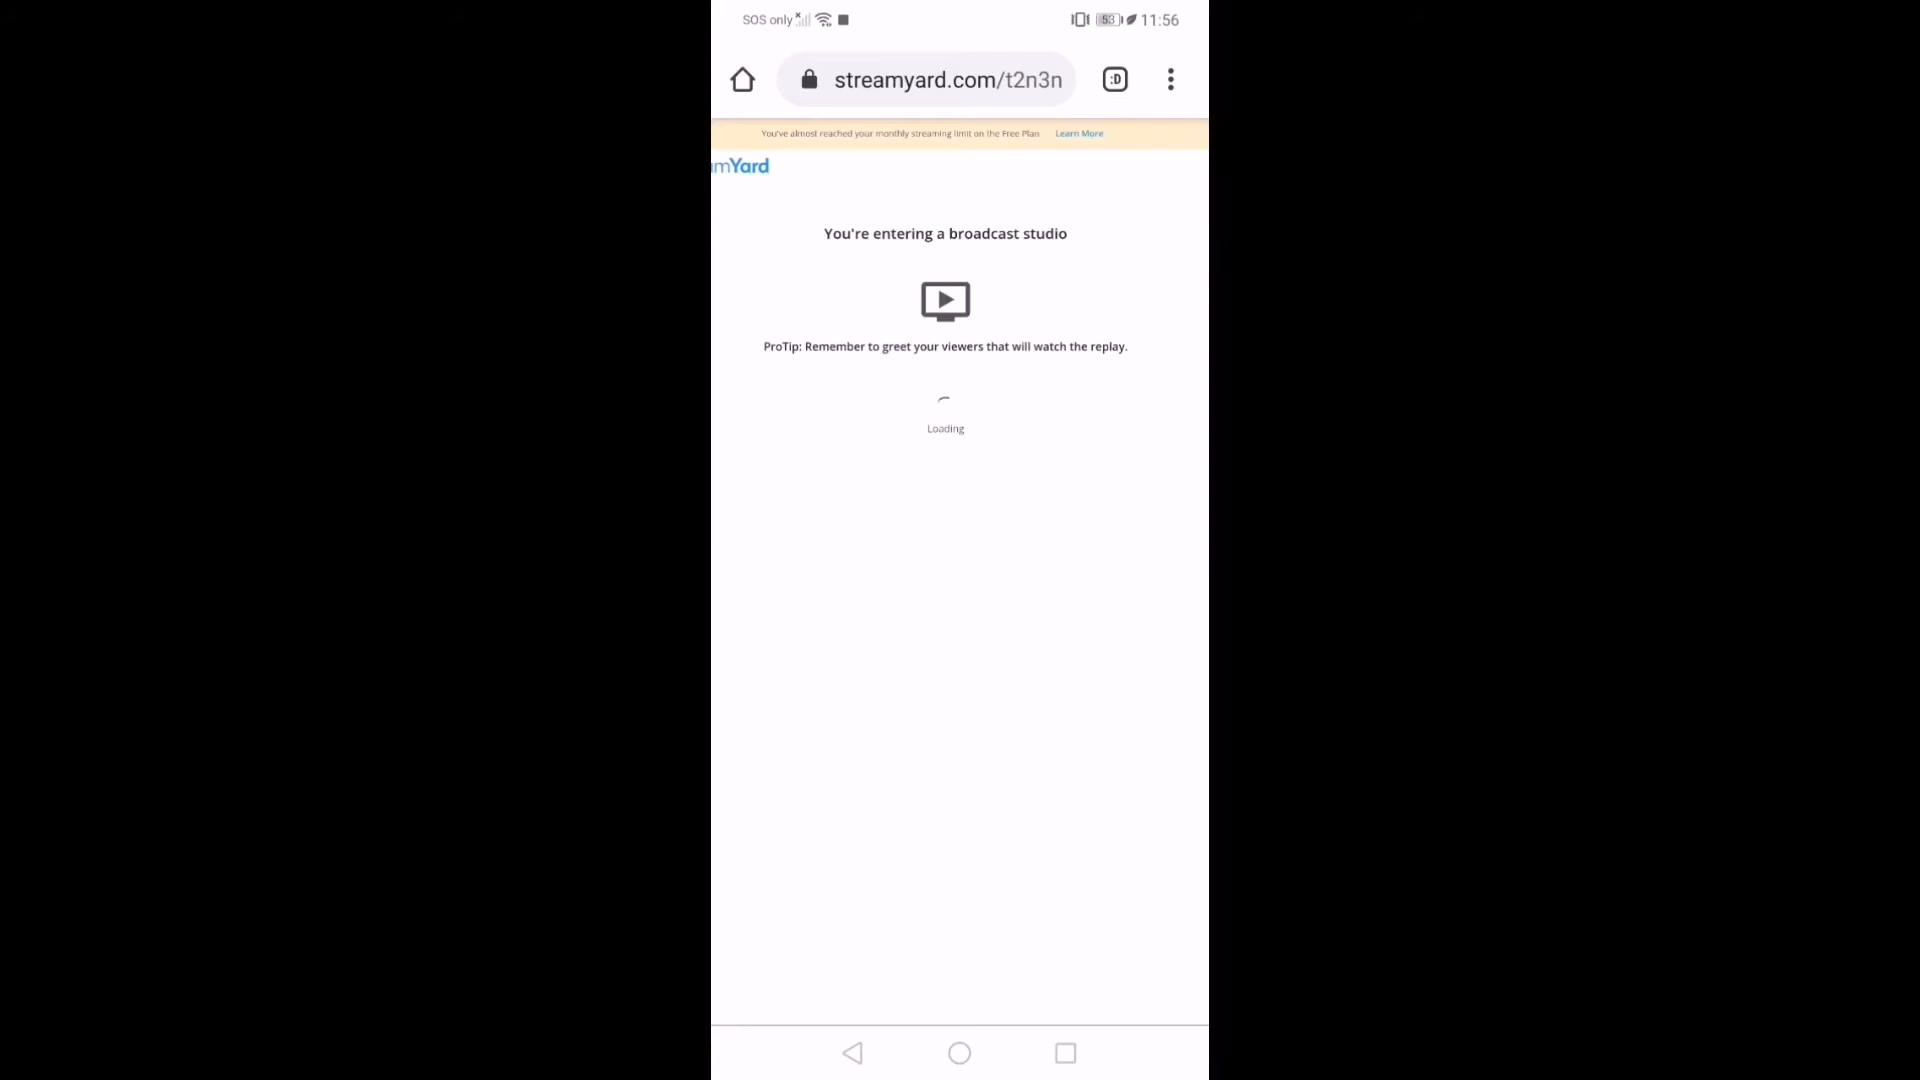 SOS only 53 11:56
streamyard.com/t2n3n :D
You've almost reached your monthly streaming limit on the Free Plan Learn More
mYard
You're entering a broadcast studio
ProTip: Remember to greet your viewers that will watch the replay.
Loading